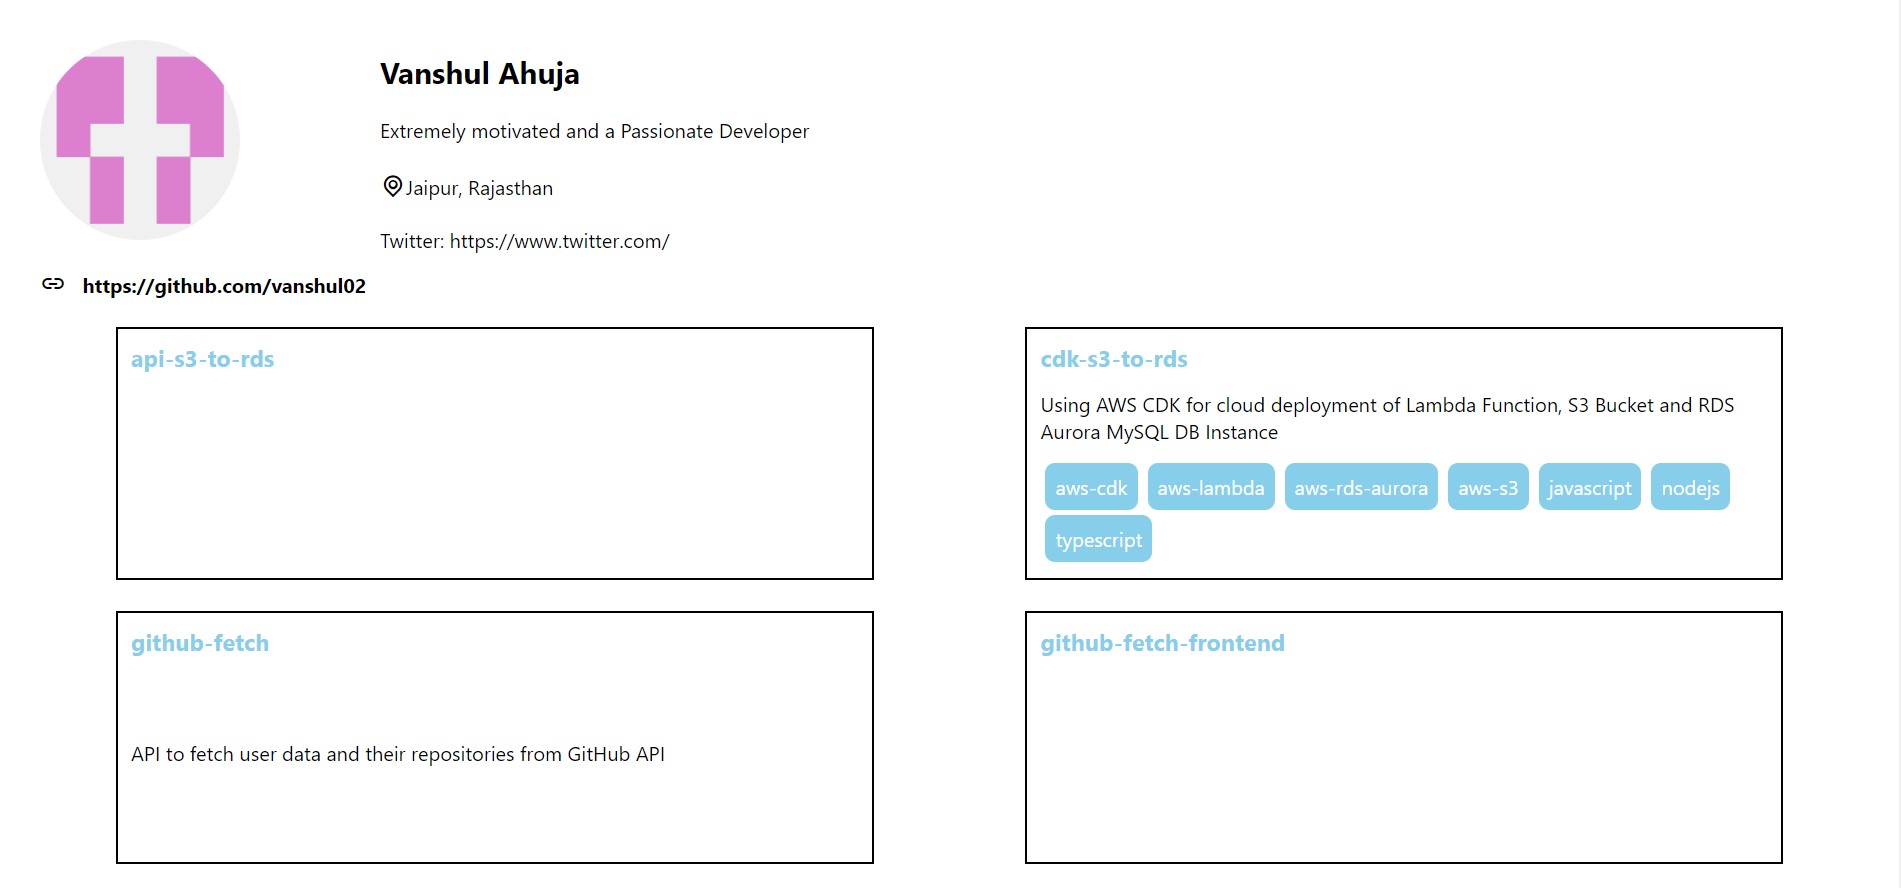 Vanshul Ahuja
Extremely motivated and a Passionate Developer
Jaipur, Rajasthan
Twitter: https://www.twitter.com/
https://github.com/vanshul02
api-s3-to-rds
cdk-s3-to-rds
Using AWS CDK for cloud deployment of Lambda Function, S3 Bucket and RDS
Aurora MySQL DB Instance
aws-cdk aws-lambda aws-rds-aurora aws-s3 javascript nodejs
typescript
github-fetch
API to fetch user data and their repositories from GitHub API
github-fetch-frontend